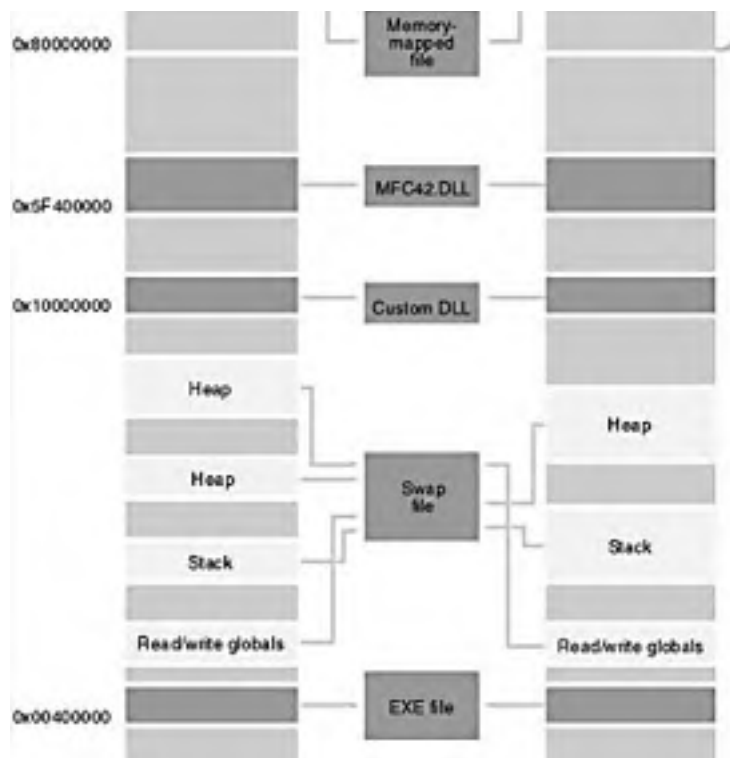 0x80000000
Memory-
mapped
file
0x5F400000
MFC42.DLL
0x10000000
Custom DLL
Heap
Heap
Heap
Swap
file
Stack
Stack
Read/write globals
Read/write globals
0x00400000
EXE file